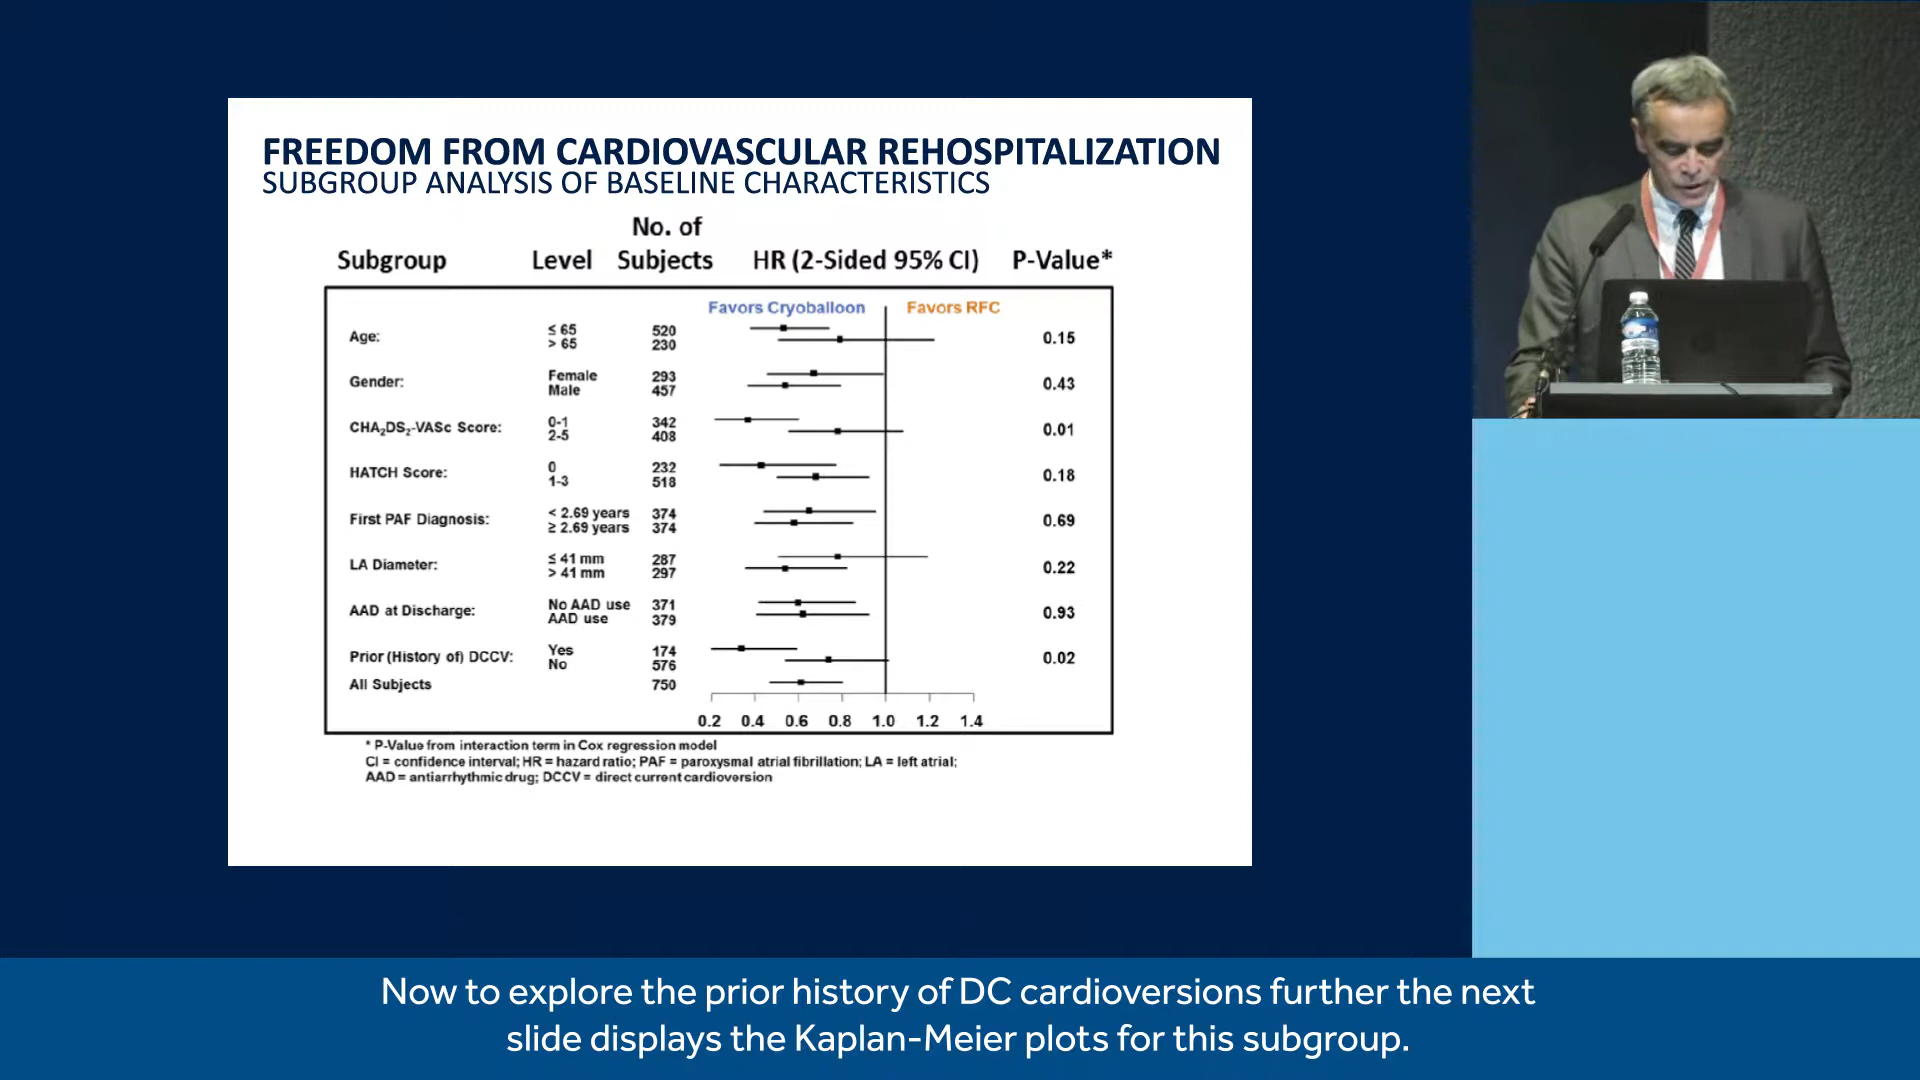 FREEDOM FROM CARDIOVASCULAR REHOSPITALIZATION
SUBGROUP ANALYSIS OF BASELINE CHARACTERISTICS
No. of
Subgroup Level Subjects HR (2-Sided 95% CI) P-Value*
Favors Cryoballoon Favors RFC
Age: ≤ 65 520 0.15
> 65 230
Gender: Female 293 0.43
Male 457
CHA₂DS₂-VASc Score: 0-1 342 0.01
2-5 408
HATCH Score: 0 232 0.18
1-3 518
First PAF Diagnosis: < 2.69 years 374 0.69
≥ 2.69 years 374
LA Diameter: ≤ 41 mm 287 0.22
> 41 mm 297
AAD at Discharge: No AAD use 371 0.93
AAD use 379
Prior (History of) DCCV: Yes 174 0.02
No 576
All Subjects 750
0.2 0.4 0.6 0.8 1.0 1.2 1.4
* P-Value from interaction term in Cox regression model
CI = confidence interval; HR = hazard ratio; PAF = paroxysmal atrial fibrillation; LA = left atrial;
AAD = antiarrhythmic drug; DCCV = direct current cardioversion
Now to explore the prior history of DC cardioversions further the next
slide displays the Kaplan-Meier plots for this subgroup.